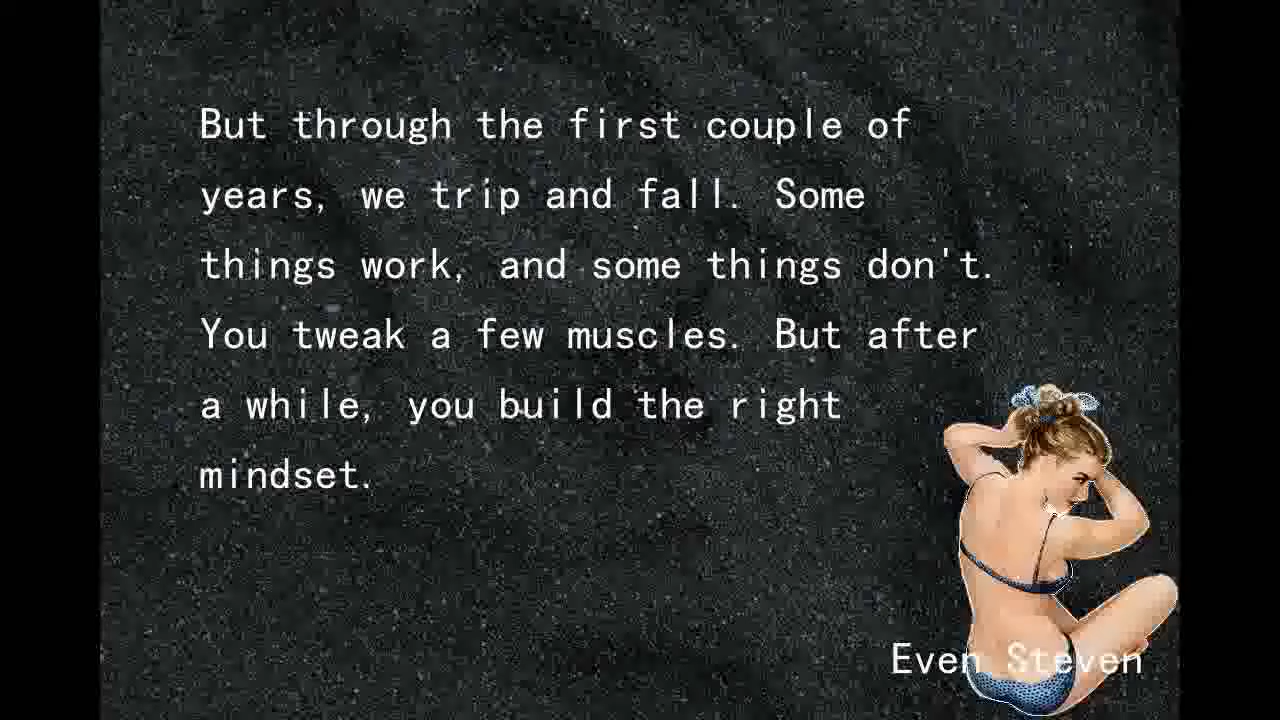 But through the first couple of
years, we trip and fall. Some
things work, and some things don't.
You tweak a few muscles. But after
a while, you build the right
mindset.
Even Steven